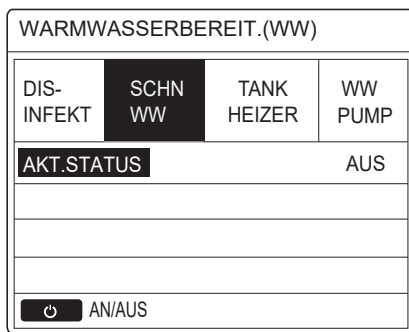 WARMWASSERBEREIT.(WW)
DIS- SCHN TANK WW
INFEKT WW HEIZER PUMP
AKT.STATUS AUS
AN/AUS